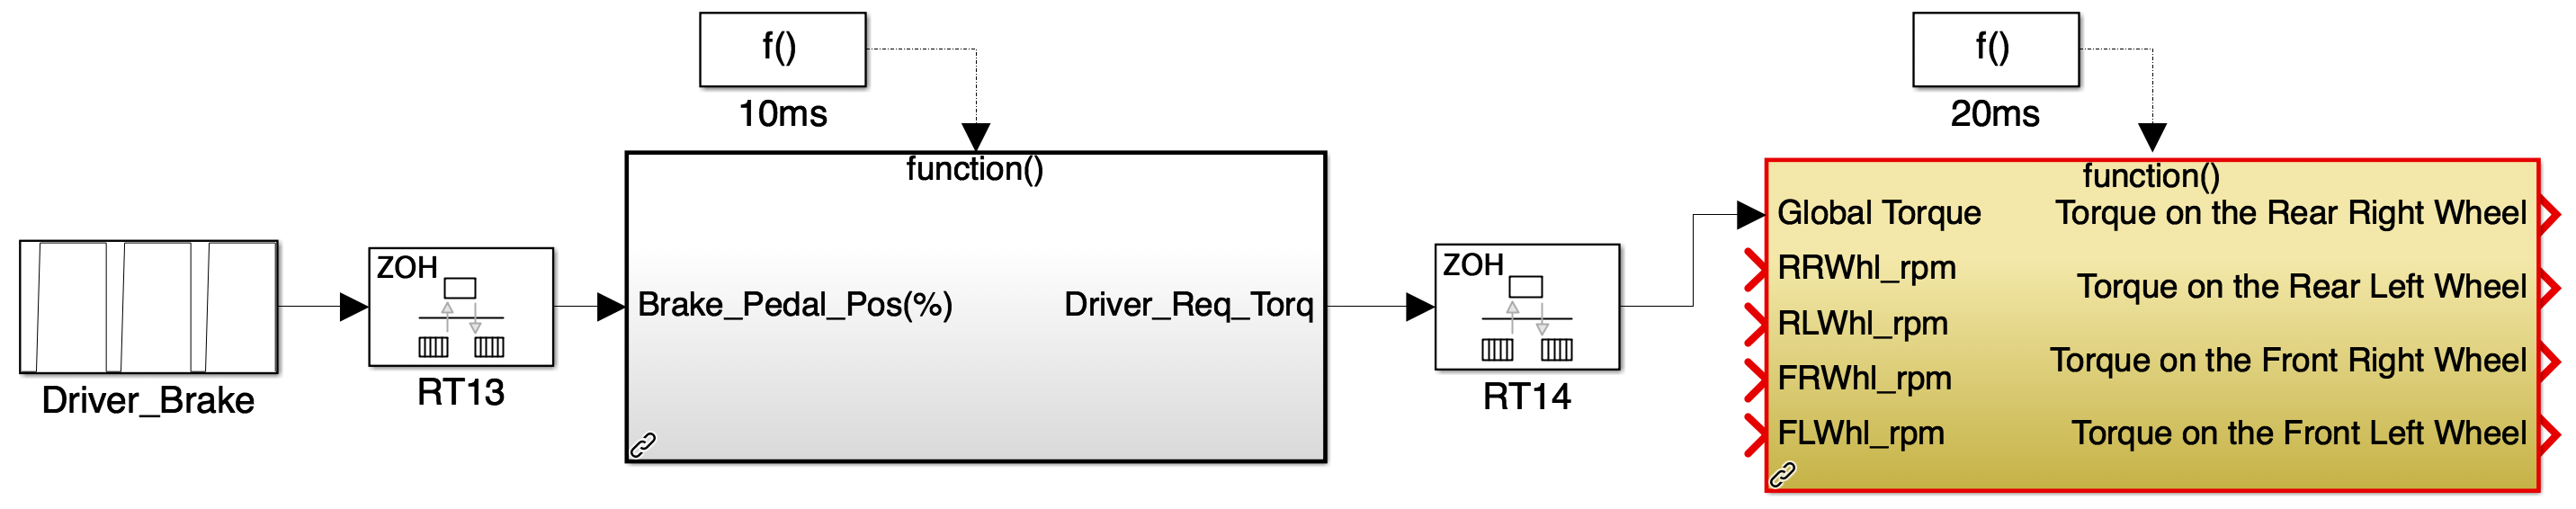 f()
10ms
f()
20ms
function()
function()
Driver_Brake
ZOH
RT13
Brake_Pedal_Pos(%)
Driver_Req_Torq
ZOH
RT14
Global Torque
RRWhl_rpm
RLWhl_rpm
FRWhl_rpm
FLWhl_rpm
Torque on the Rear Right Wheel
Torque on the Rear Left Wheel
Torque on the Front Right Wheel
Torque on the Front Left Wheel